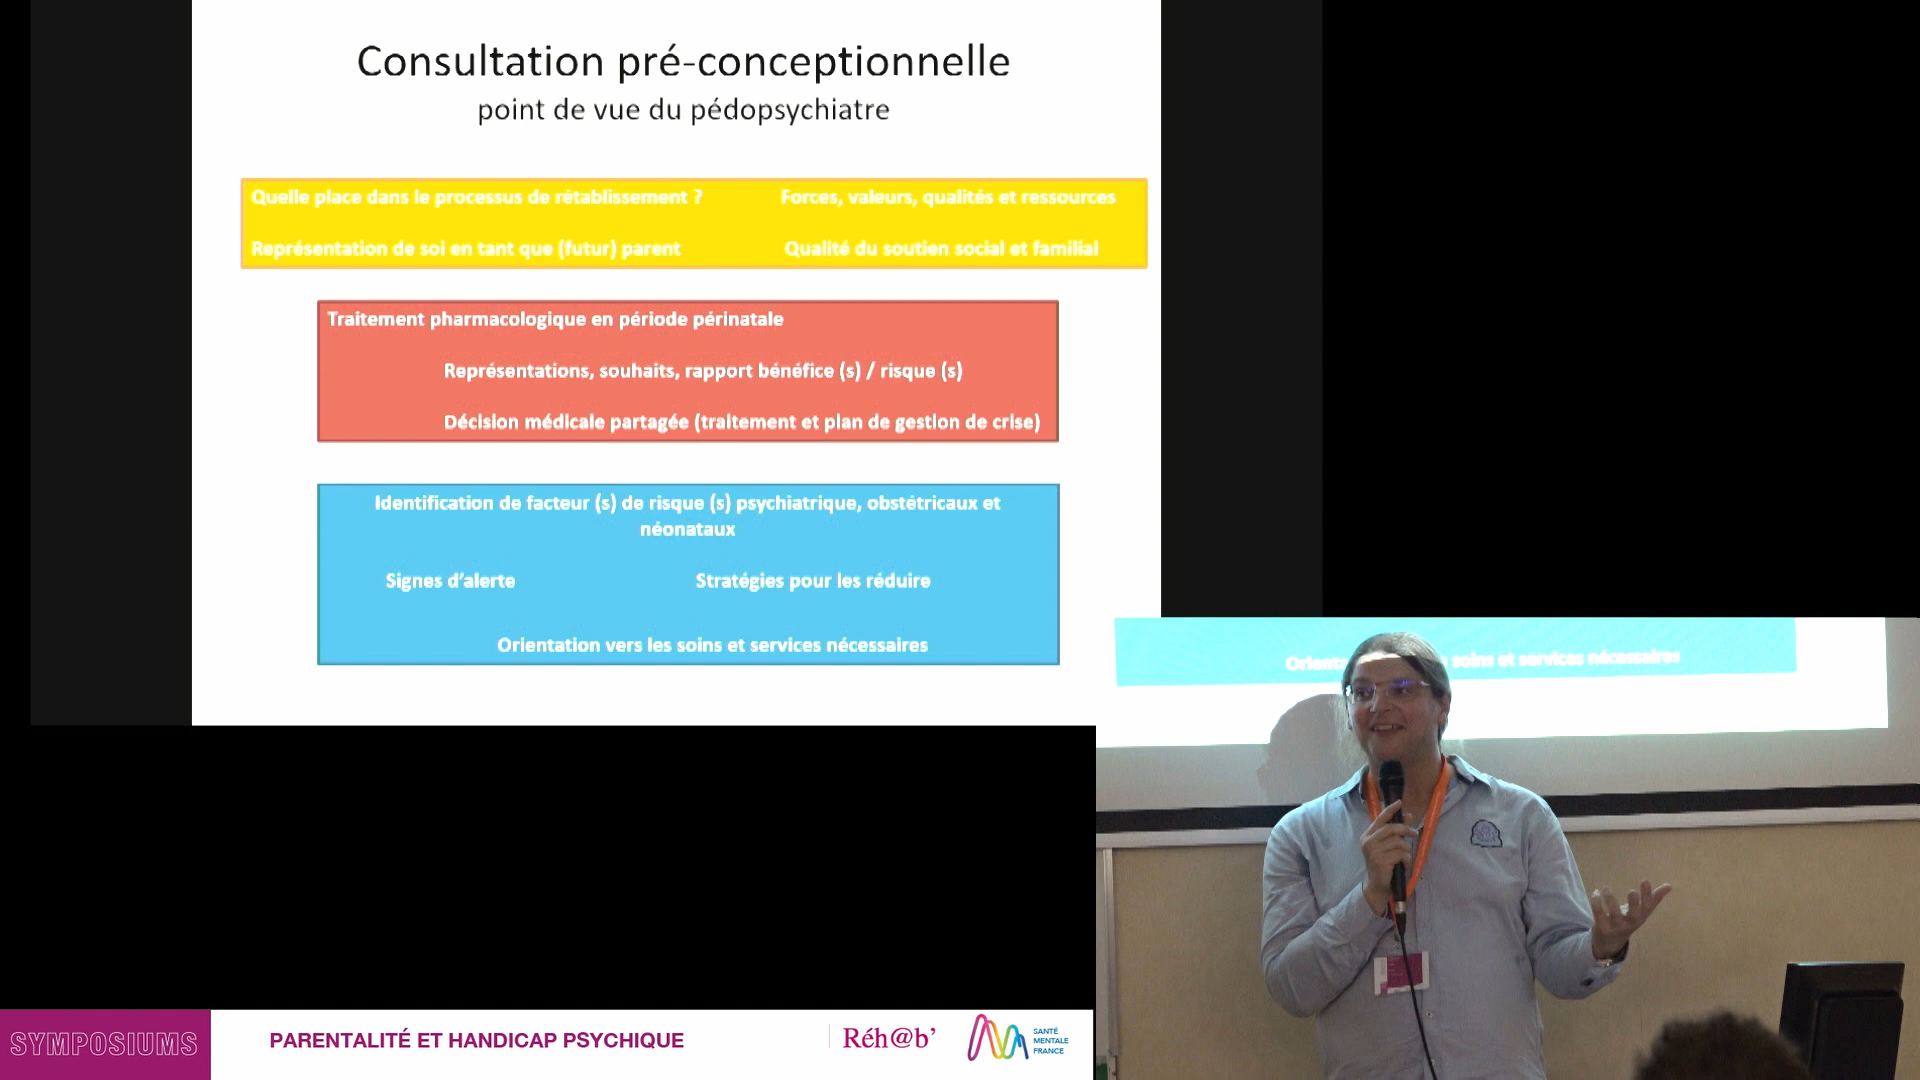 Consultation pré-conceptionnelle
point de vue du pédopsychiatre
Quelle place dans le processus de rétablissement ? Forces, valeurs, qualités et ressources
Représentation de soi en tant que (futur) parent Qualité du soutien social et familial
Traitement pharmacologique en période périnatale
Représentations, souhaits, rapport bénéfice (s) / risque (s)
Décision médicale partagée (traitement et plan de gestion de crise)
Identification de facteur (s) de risque (s) psychiatrique, obstétricaux et
néonataux
Signes d’alerte Stratégies pour les réduire
Orientation vers les soins et services nécessaires
soins et services nécessaires
SYMPOSIUMS
PARENTALITÉ ET HANDICAP PSYCHIQUE
Réh@b’
SANTÉ
MENTALE
FRANCE